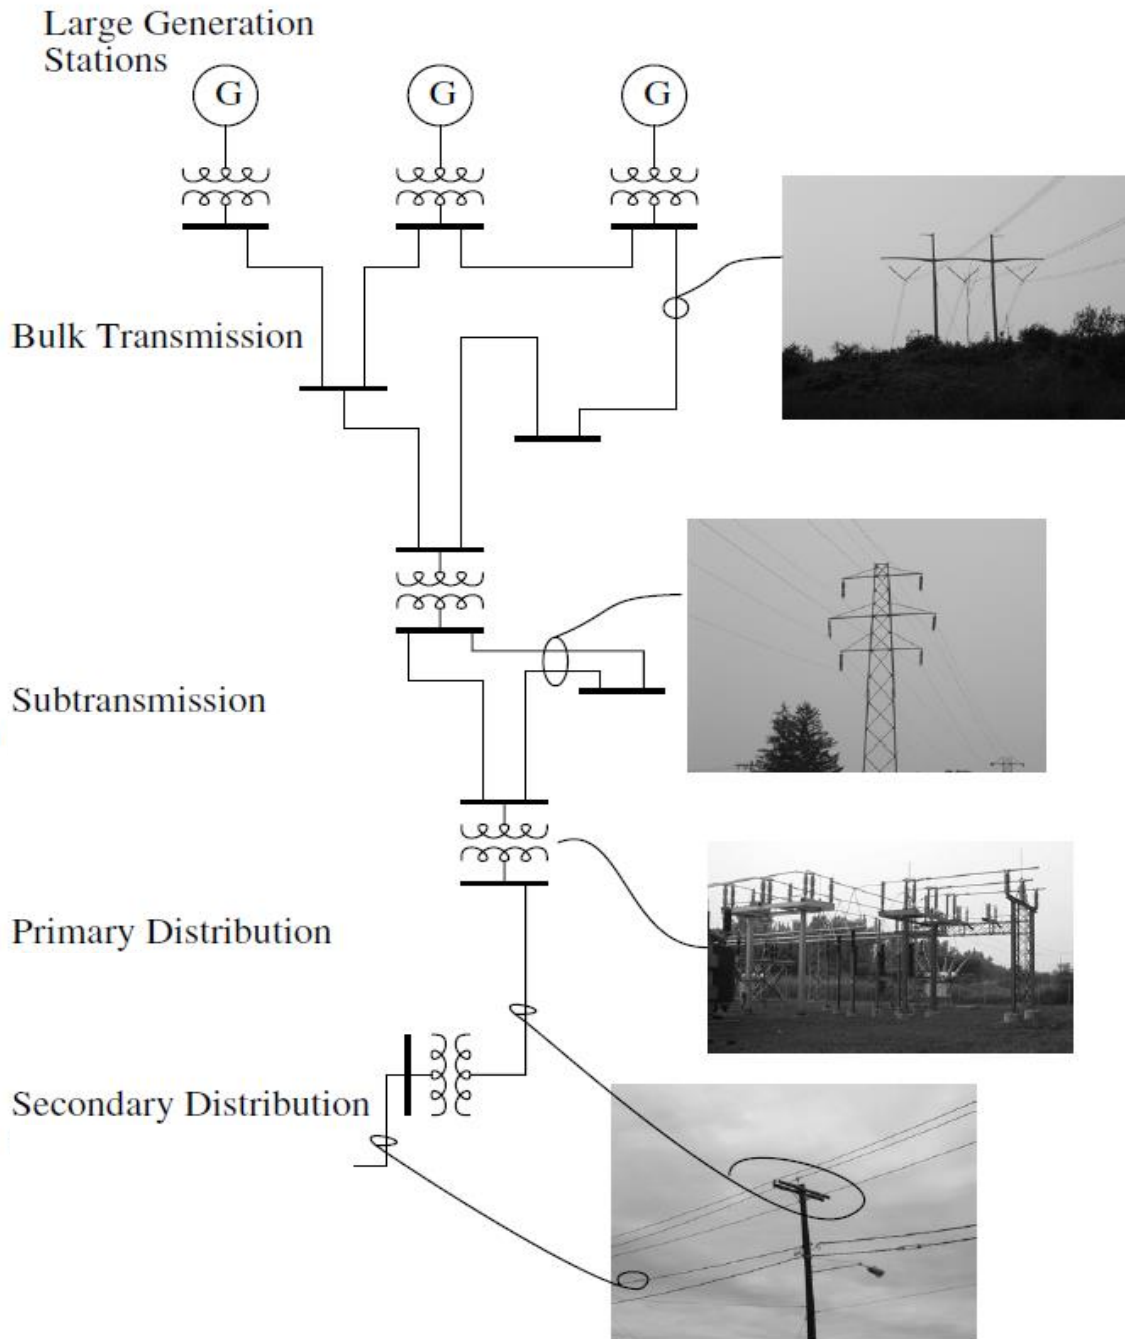 Large Generation
Stations
G
G
G
Bulk Transmission
Subtransmission
Primary Distribution
Secondary Distribution